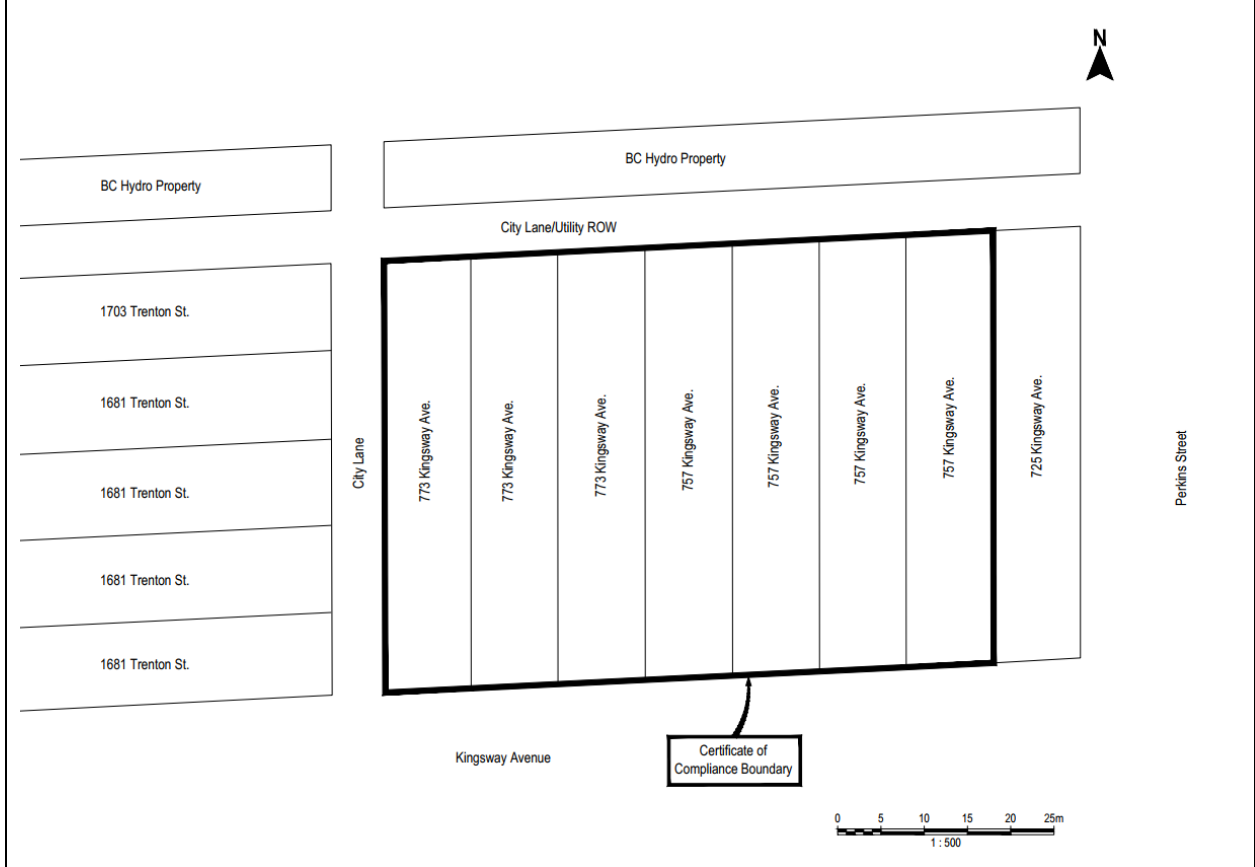 N
BC Hydro Property
BC Hydro Property
City Lane/Utility ROW
1703 Trenton St.
1681 Trenton St.
1681 Trenton St.
1681 Trenton St.
1681 Trenton St.
City Lane
773 Kingsway Ave.
773 Kingsway Ave.
773 Kingsway Ave.
757 Kingsway Ave.
757 Kingsway Ave.
757 Kingsway Ave.
757 Kingsway Ave.
725 Kingsway Ave.
Perkins Street
Kingsway Avenue
Certificate of
Compliance Boundary
0 5 10 15 20 25m
1 : 500